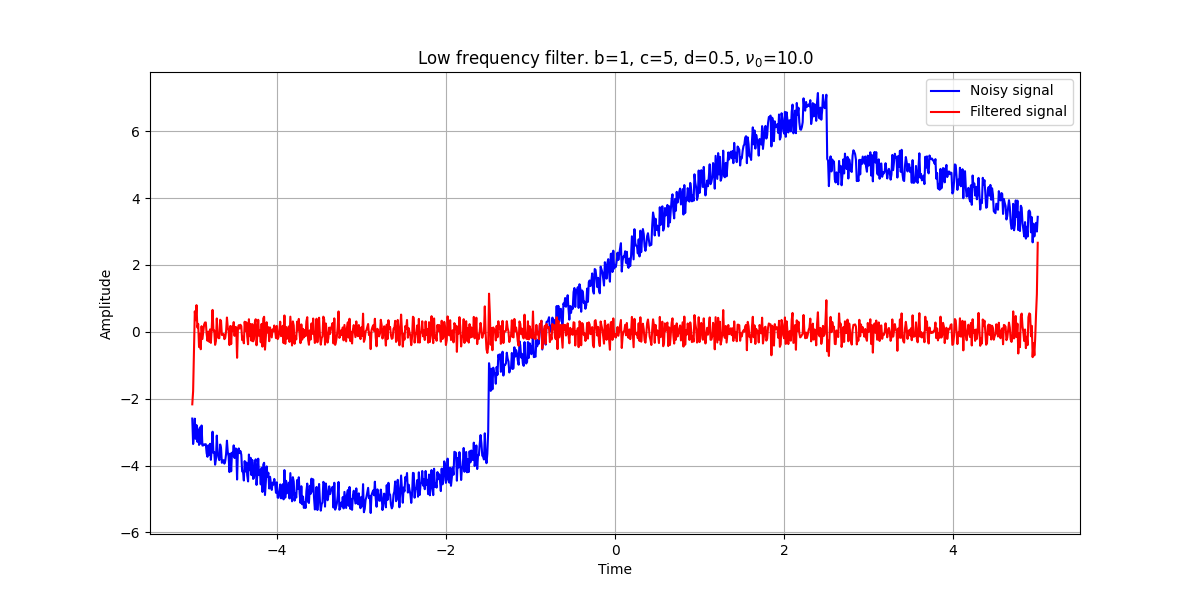 Low frequency filter. b=1, c=5, d=0.5, ν₀=10.0
Noisy signal
Filtered signal
Amplitude
6
4
2
0
−2
−4
−6
−4
−2
0
2
4
Time